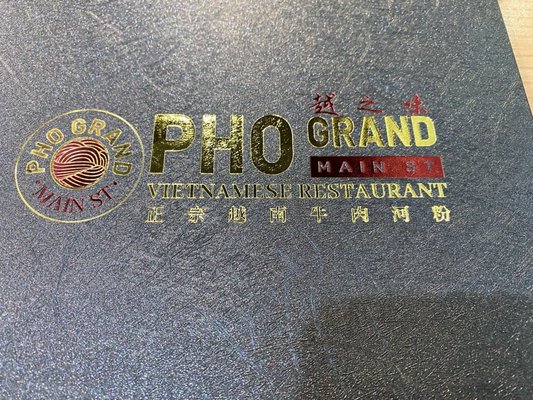 PHO GRAND
MAIN ST.
PHO
越之味
GRAND
MAIN ST
VIETNAMESE RESTAURANT
正宗越南牛肉河粉